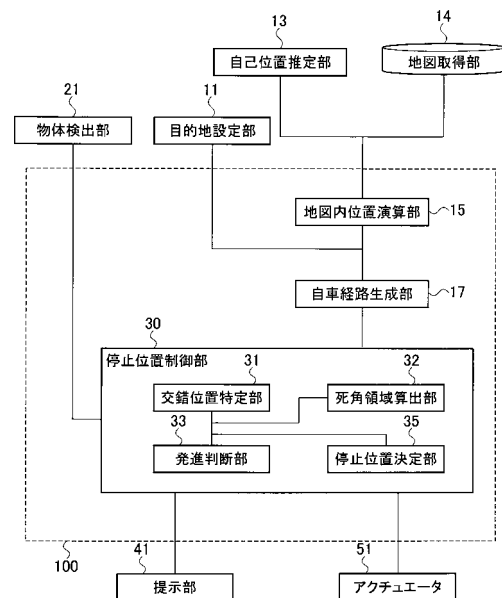 13
14
自己位置推定部
地図取得部
21
11
物体検出部
目的地設定部
地図内位置演算部
15
自車経路生成部
17
30
停止位置制御部
31
32
交錯位置特定部
死角領域算出部
33
35
発進判断部
停止位置決定部
100
41
51
提示部
アクチュエータ